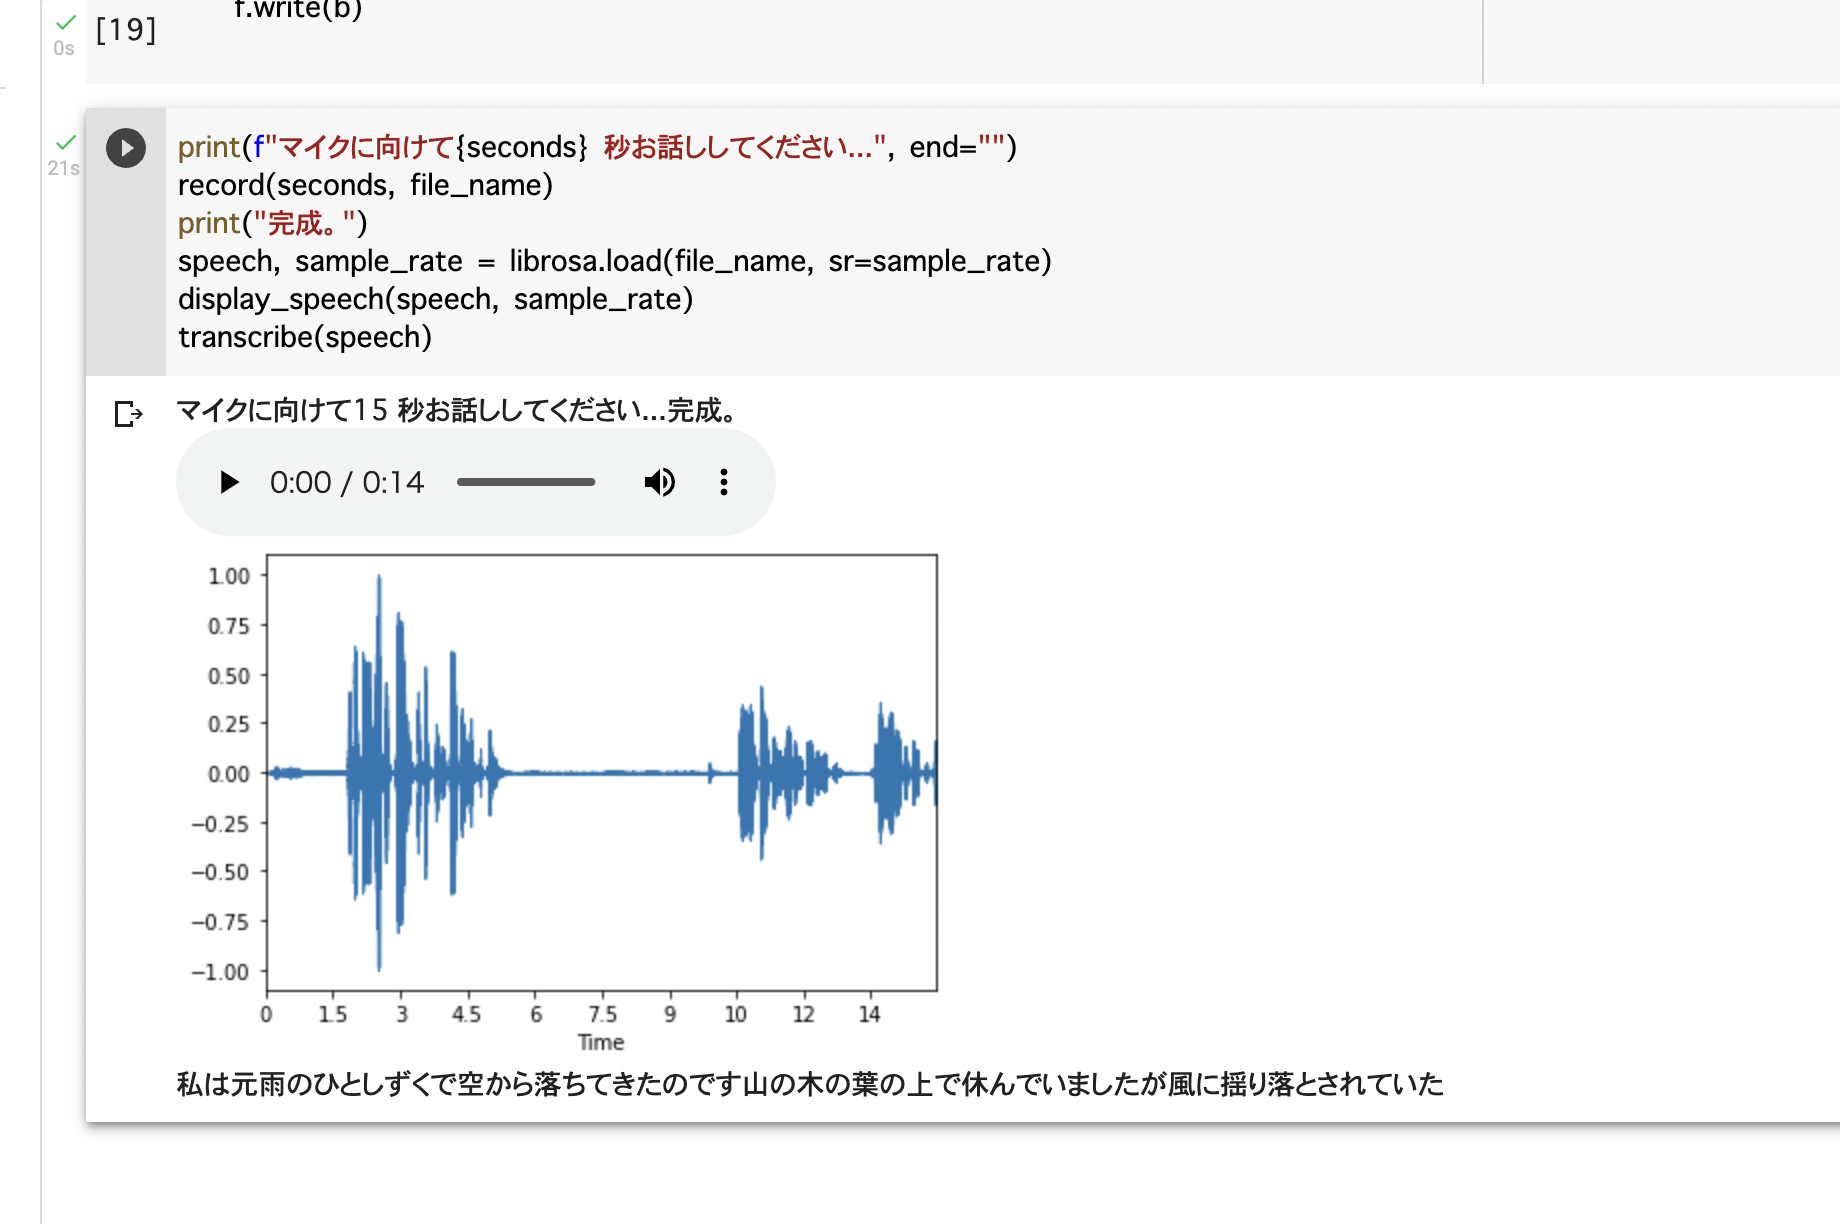 f.write(b)
[19]
0s
21s
print(f"マイクに向けて{seconds} 秒お話ししてください...", end="")
record(seconds, file_name)
print("完成。")
speech, sample_rate = librosa.load(file_name, sr=sample_rate)
display_speech(speech, sample_rate)
transcribe(speech)
マイクに向けて15 秒お話ししてください...完成。
0:00 / 0:14
1.00
0.75
0.50
0.25
0.00
−0.25
−0.50
−0.75
−1.00
0 1.5 3 4.5 6 7.5 9 10 12 14
Time
私は元雨のひとしずくで空から落ちてきたのです山の木の葉の上で休んでいましたが風に揺り落とされていた